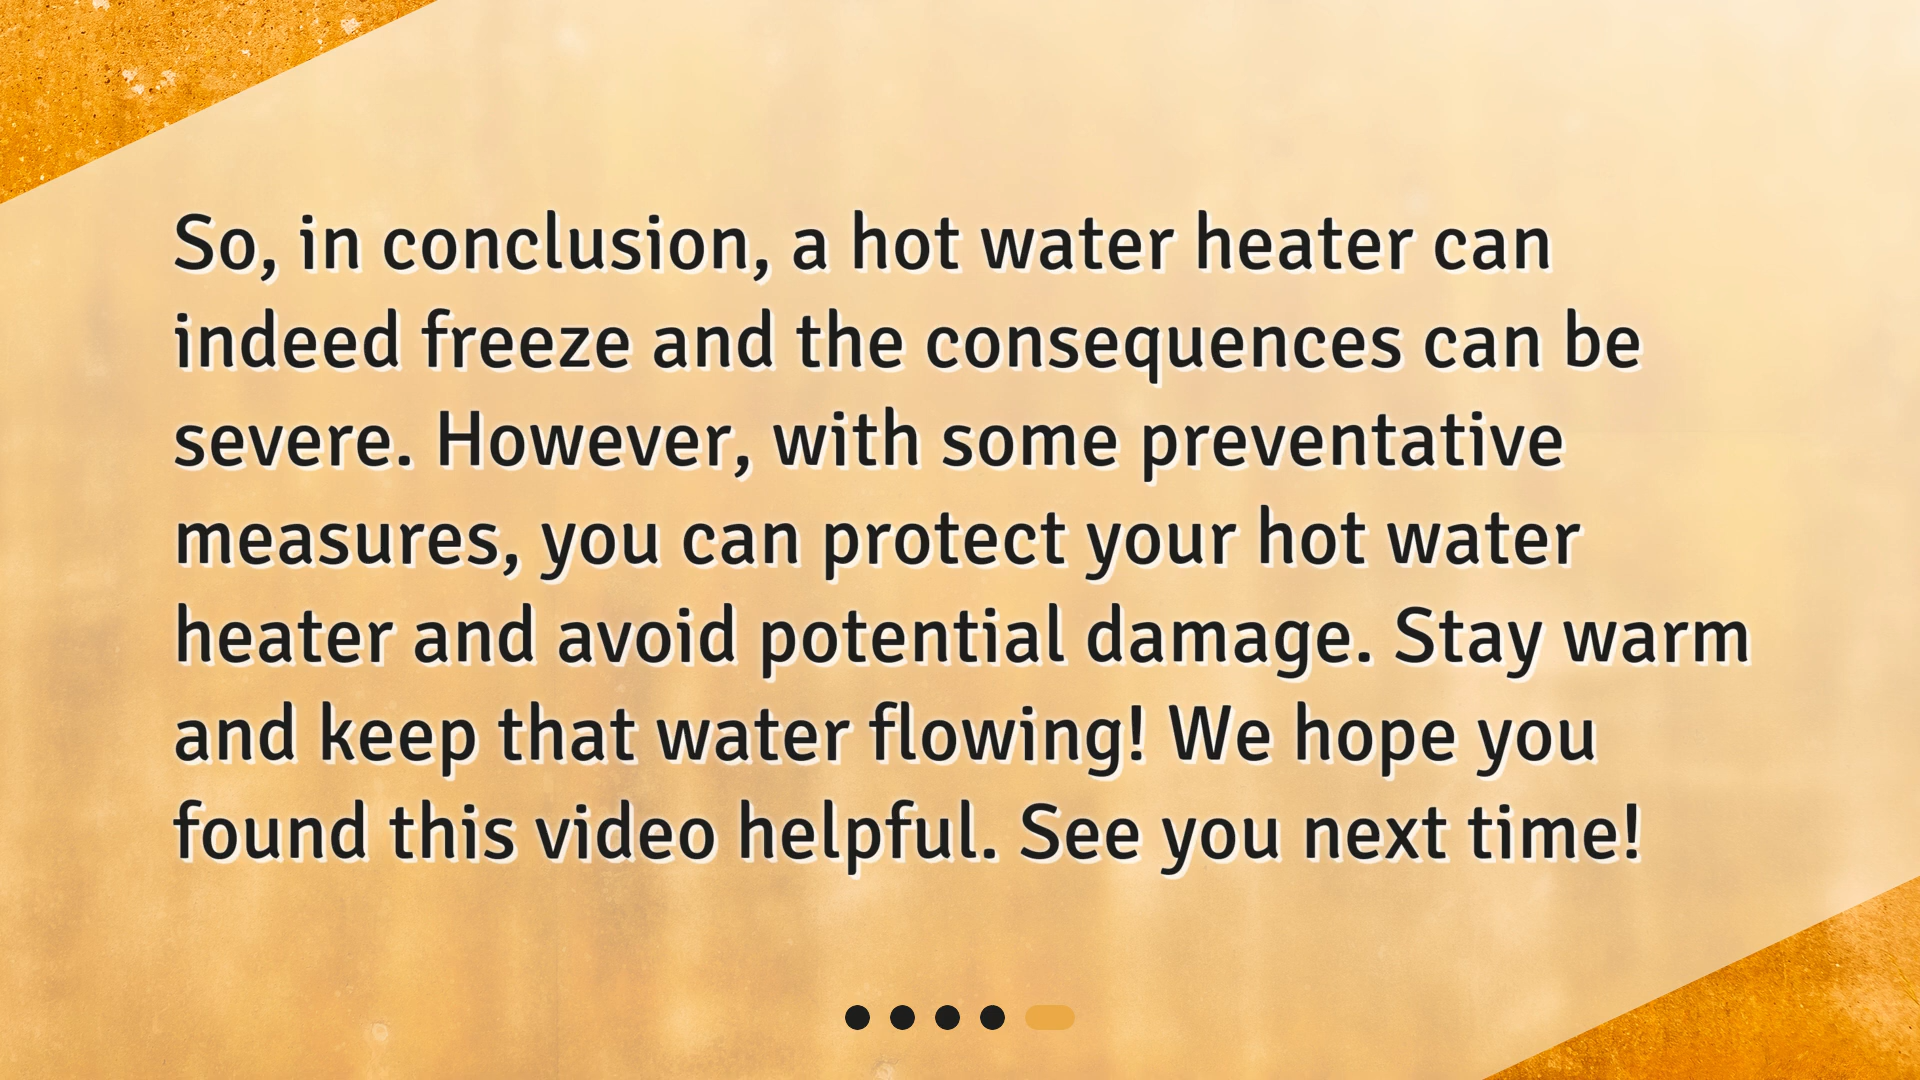 So, in conclusion, a hot water heater can
indeed freeze and the consequences can be
severe. However, with some preventative
measures, you can protect your hot water
heater and avoid potential damage. Stay warm
and keep that water flowing! We hope you
found this video helpful. See you next time!